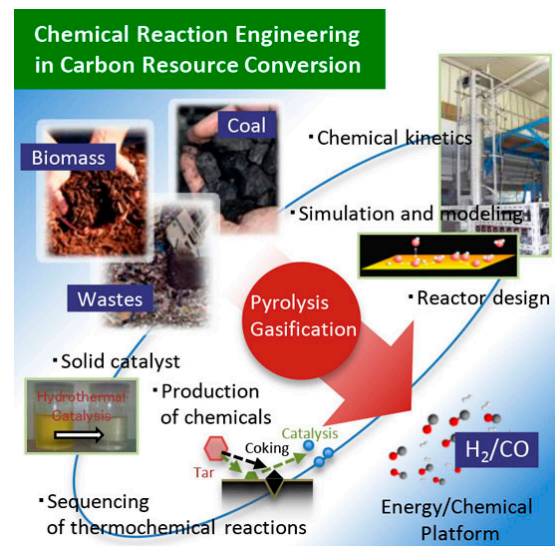 Chemical Reaction Engineering
in Carbon Resource Conversion
Coal
Biomass
・Chemical kinetics
・Simulation and modeling
Wastes
Pyrolysis
Gasification
・Reactor design
・Solid catalyst
Hydrothermal
Catalysis
・Production
of chemicals
Catalysis
Coking
Tar
H₂/CO
・Sequencing
of thermochemical reactions
Energy/Chemical
Platform